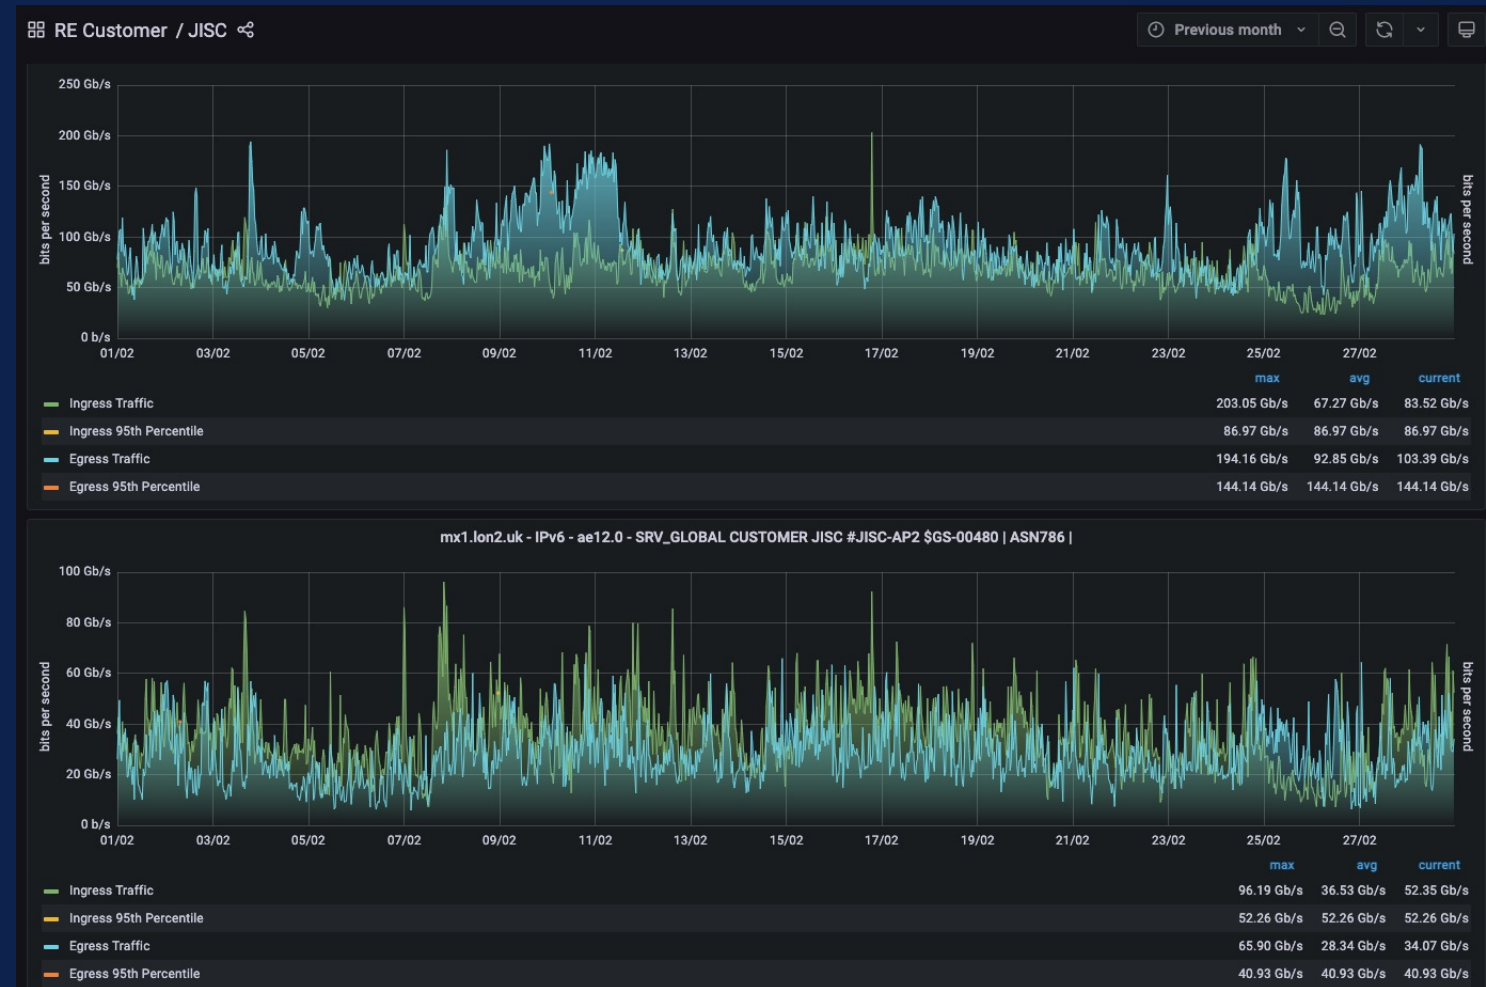 RE Customer / JISC
Previous month
250 Gb/s
200 Gb/s
150 Gb/s
100 Gb/s
50 Gb/s
0 b/s
bits per second
bits per second
01/02 03/02 05/02 07/02 09/02 11/02 13/02 15/02 17/02 19/02 21/02 23/02 25/02 27/02
max avg current
Ingress Traffic 203.05 Gb/s 67.27 Gb/s 83.52 Gb/s
Ingress 95th Percentile 86.97 Gb/s 86.97 Gb/s 86.97 Gb/s
Egress Traffic 194.16 Gb/s 92.85 Gb/s 103.39 Gb/s
Egress 95th Percentile 144.14 Gb/s 144.14 Gb/s 144.14 Gb/s
mx1.lon2.uk - IPv6 - ae12.0 - SRV_GLOBAL CUSTOMER JISC #JISC-AP2 $GS-00480 | ASN786 |
100 Gb/s
80 Gb/s
60 Gb/s
40 Gb/s
20 Gb/s
0 b/s
bits per second
bits per second
01/02 03/02 05/02 07/02 09/02 11/02 13/02 15/02 17/02 19/02 21/02 23/02 25/02 27/02
max avg current
Ingress Traffic 96.19 Gb/s 36.53 Gb/s 52.35 Gb/s
Ingress 95th Percentile 52.26 Gb/s 52.26 Gb/s 52.26 Gb/s
Egress Traffic 65.90 Gb/s 28.34 Gb/s 34.07 Gb/s
Egress 95th Percentile 40.93 Gb/s 40.93 Gb/s 40.93 Gb/s